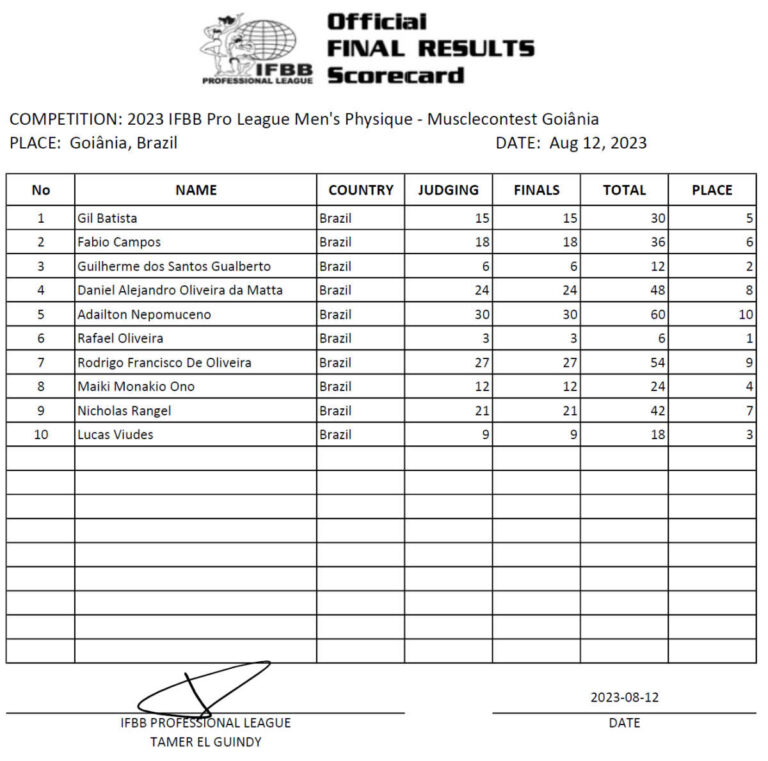 Official
FINAL RESULTS
Scorecard
IFBB
PROFESSIONAL LEAGUE
COMPETITION: 2023 IFBB Pro League Men's Physique - Musclecontest Goiânia
PLACE: Goiânia, Brazil DATE: Aug 12, 2023
No NAME COUNTRY JUDGING FINALS TOTAL PLACE
1 Gil Batista Brazil 15 15 30 5
2 Fabio Campos Brazil 18 18 36 6
3 Guilherme dos Santos Gualberto Brazil 6 6 12 2
4 Daniel Alejandro Oliveira da Matta Brazil 24 24 48 8
5 Adailton Nepomuceno Brazil 30 30 60 10
6 Rafael Oliveira Brazil 3 3 6 1
7 Rodrigo Francisco De Oliveira Brazil 27 27 54 9
8 Maiki Monakio Ono Brazil 12 12 24 4
9 Nicholas Rangel Brazil 21 21 42 7
10 Lucas Viudes Brazil 9 9 18 3
2023-08-12
IFBB PROFESSIONAL LEAGUE DATE
TAMER EL GUINDY